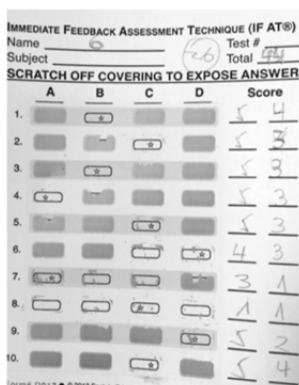 IMMEDIATE FEEDBACK ASSESSMENT TECHNIQUE (IF AT®)
Name 6 Test #
Subject 26 Total 44
SCRATCH OFF COVERING TO EXPOSE ANSWER
A B C D Score
1. 5 4
2. 5 3
3. 5 3
4. 5 3
5. 5 3
6. 4 3
7. 3 1
8. 1 1
9. 5 2
10. 5 4